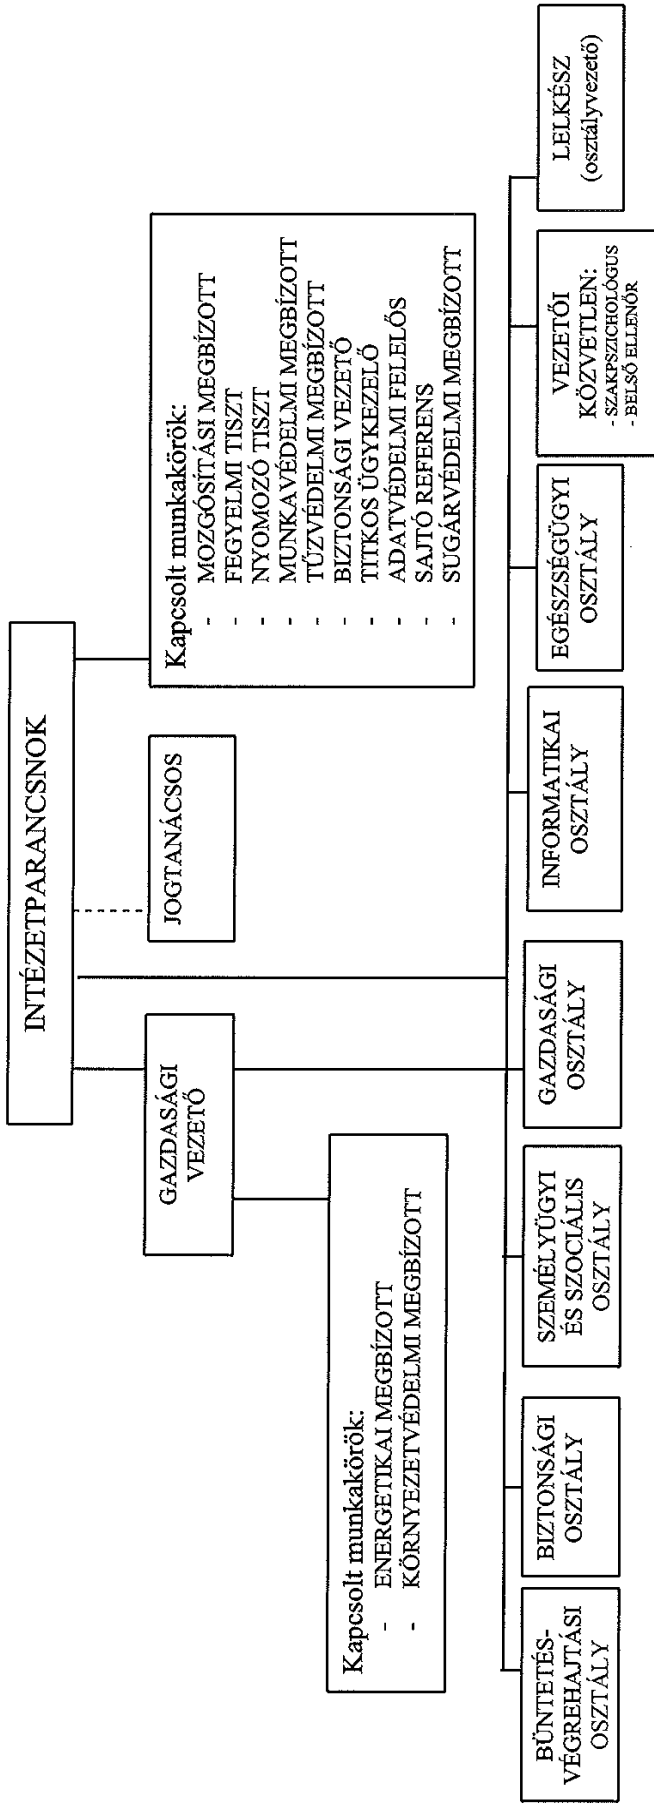 INTÉZETPARANCSNOK
GAZDASÁGI
VEZETŐ
JOGTANÁCSOS
Kapcsolt munkakörök:
- MOZGÓSÍTÁSI MEGBÍZOTT
- FEGYELMI TISZT
- NYOMOZÓ TISZT
- MUNKAVÉDELMI MEGBÍZOTT
- TŰZVÉDELMI MEGBÍZOTT
- BIZTONSÁGI VEZETŐ
- TITKOS ÜGYKEZELŐ
- ADATVÉDELMI FELELŐS
- SAJTÓ REFERENS
- SUGÁRVÉDELMI MEGBÍZOTT
Kapcsolt munkakörök:
- ENERGETIKAI MEGBÍZOTT
- KÖRNYEZETVÉDELMI MEGBÍZOTT
BÜNTETÉS-
VÉGREHAJTÁSI
OSZTÁLY
BIZTONSÁGI
OSZTÁLY
SZEMÉLYÜGYI
ÉS SZOCIÁLIS
OSZTÁLY
GAZDASÁGI
OSZTÁLY
INFORMATIKAI
OSZTÁLY
EGÉSZSÉGÜGYI
OSZTÁLY
VEZETŐI
KÖZVETLEN:
- SZAKPSZICHOLÓGUS
- BELSŐ ELLENŐR
LELKÉSZ
(osztályvezető)